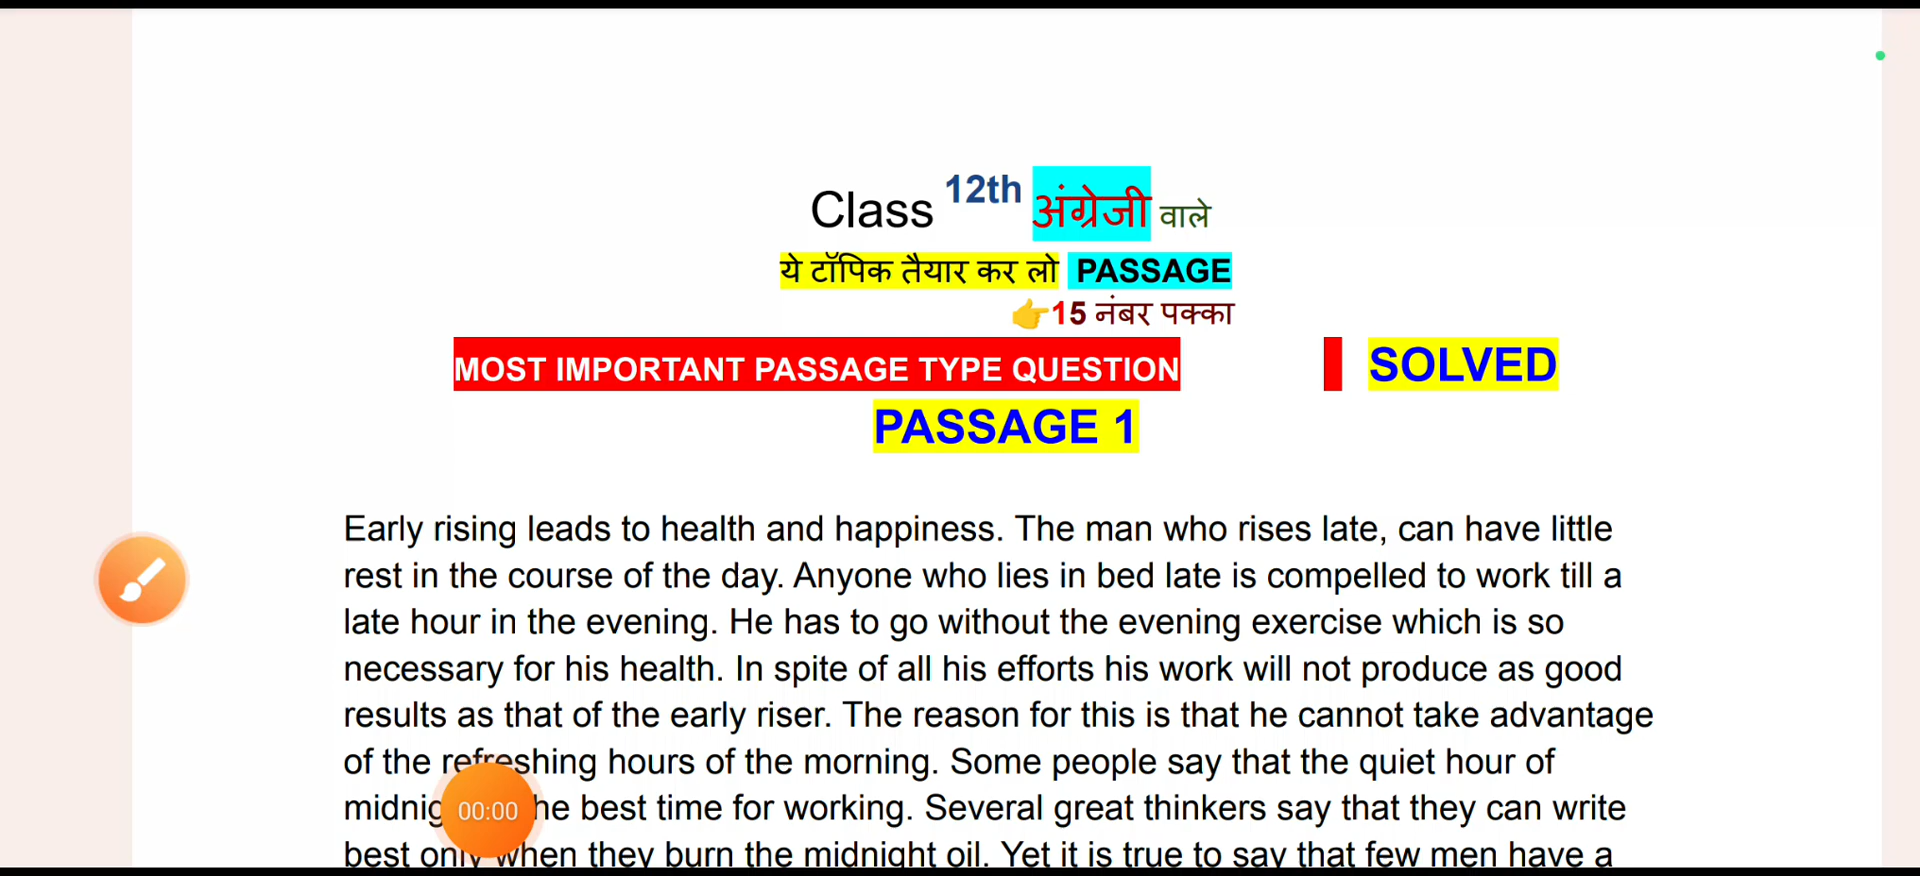 Class 12th अंग्रेजी वाले
ये टॉपिक तैयार कर लो PASSAGE
👉15 नंबर पक्का
MOST IMPORTANT PASSAGE TYPE QUESTION SOLVED
PASSAGE 1
Early rising leads to health and happiness. The man who rises late, can have little
rest in the course of the day. Anyone who lies in bed late is compelled to work till a
late hour in the evening. He has to go without the evening exercise which is so
necessary for his health. In spite of all his efforts his work will not produce as good
results as that of the early riser. The reason for this is that he cannot take advantage
of the refreshing hours of the morning. Some people say that the quiet hour of
00:00 best time for working. Several great thinkers say that they can write
best only when they burn the midnight oil. Yet it is true to say that few men have a